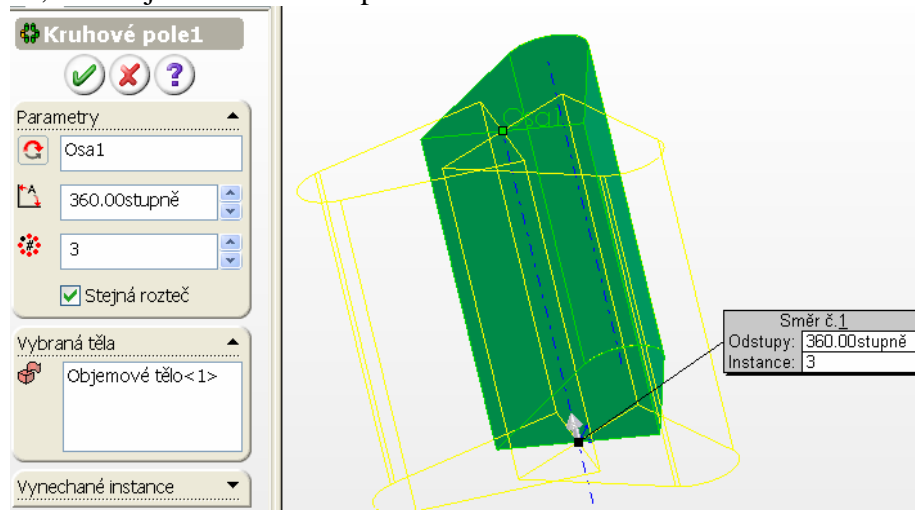 Kruhové pole1
?
Parametry
Osa1
360.00stupně
3
Stejná rozteč
Vybraná těla
Objemové tělo<1>
Vynechané instance
Osa1
Směr č.1
Odstupy: 360.00stupně
Instance: 3